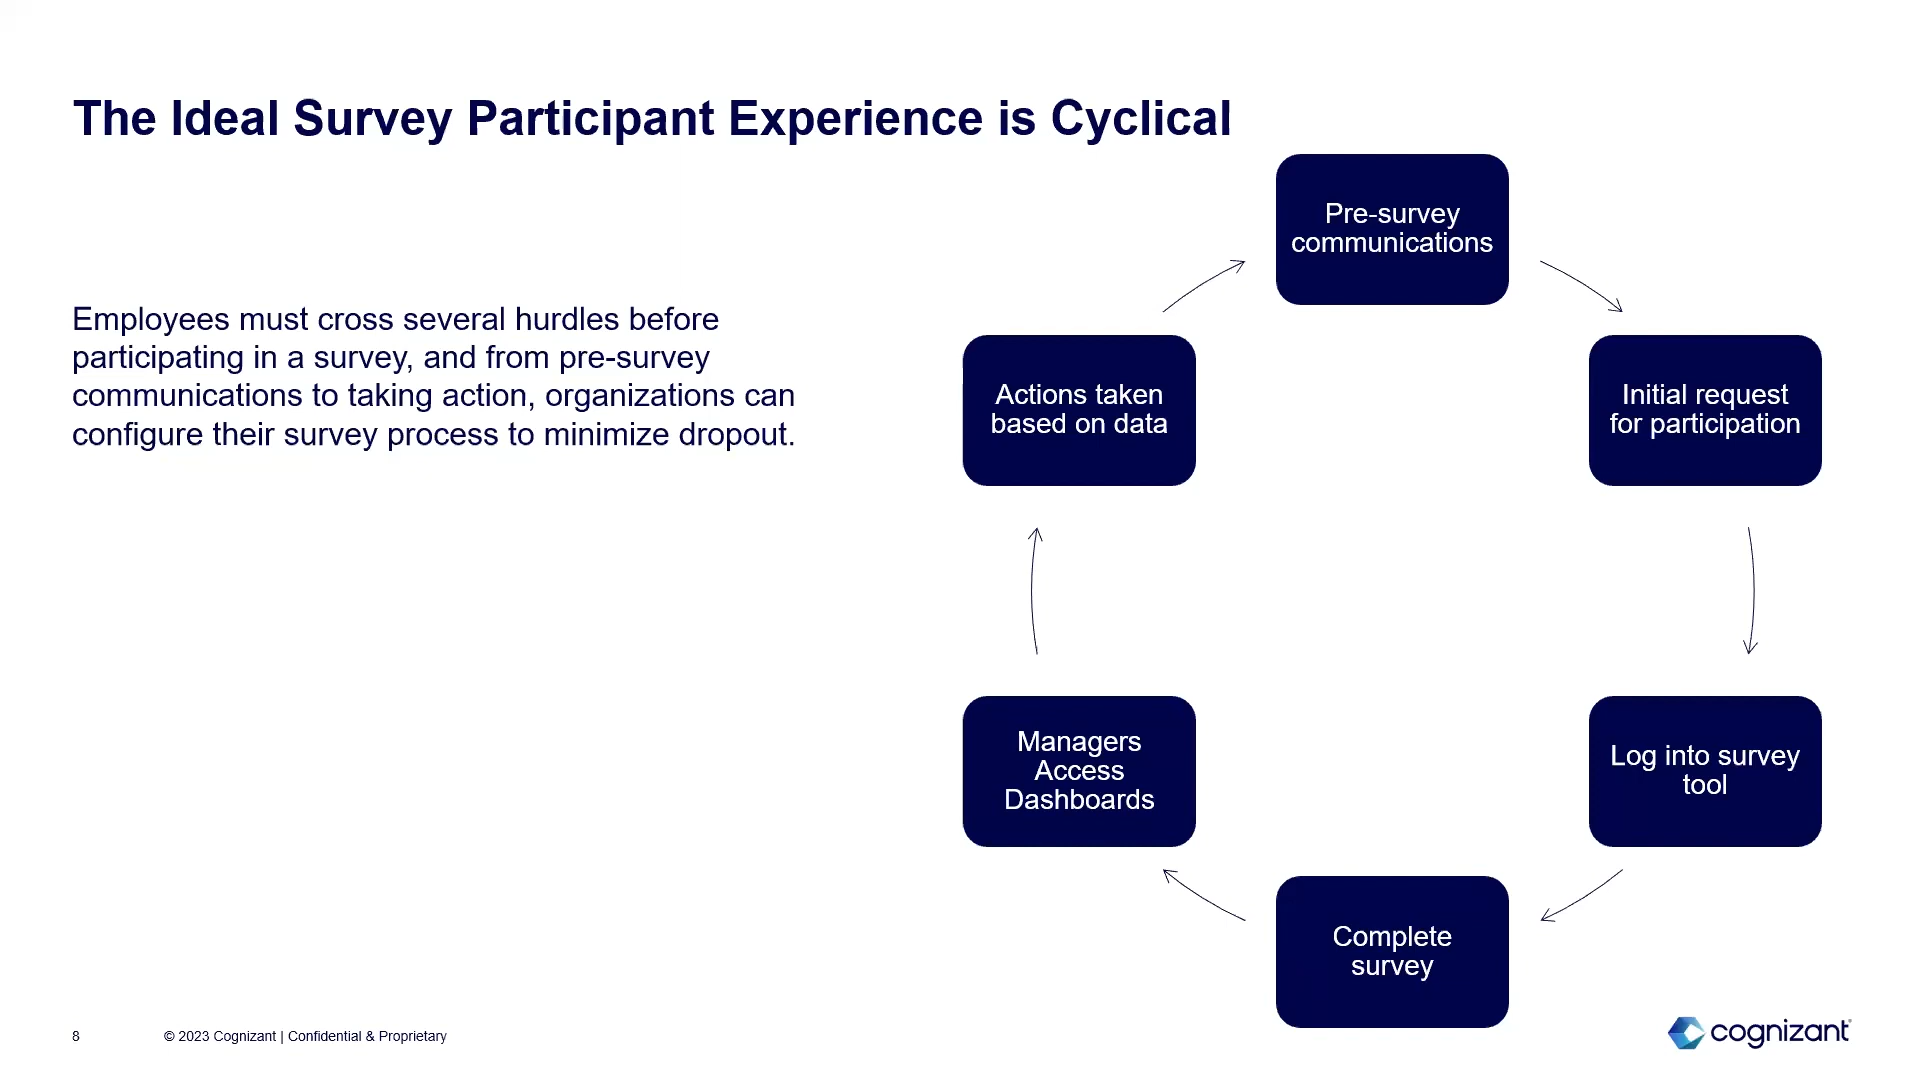 The Ideal Survey Participant Experience is Cyclical
Employees must cross several hurdles before
participating in a survey, and from pre-survey
communications to taking action, organizations can
configure their survey process to minimize dropout.
Pre-survey
communications
Initial request
for participation
Log into survey
tool
Complete
survey
Managers
Access
Dashboards
Actions taken
based on data
8
© 2023 Cognizant | Confidential & Proprietary
cognizant